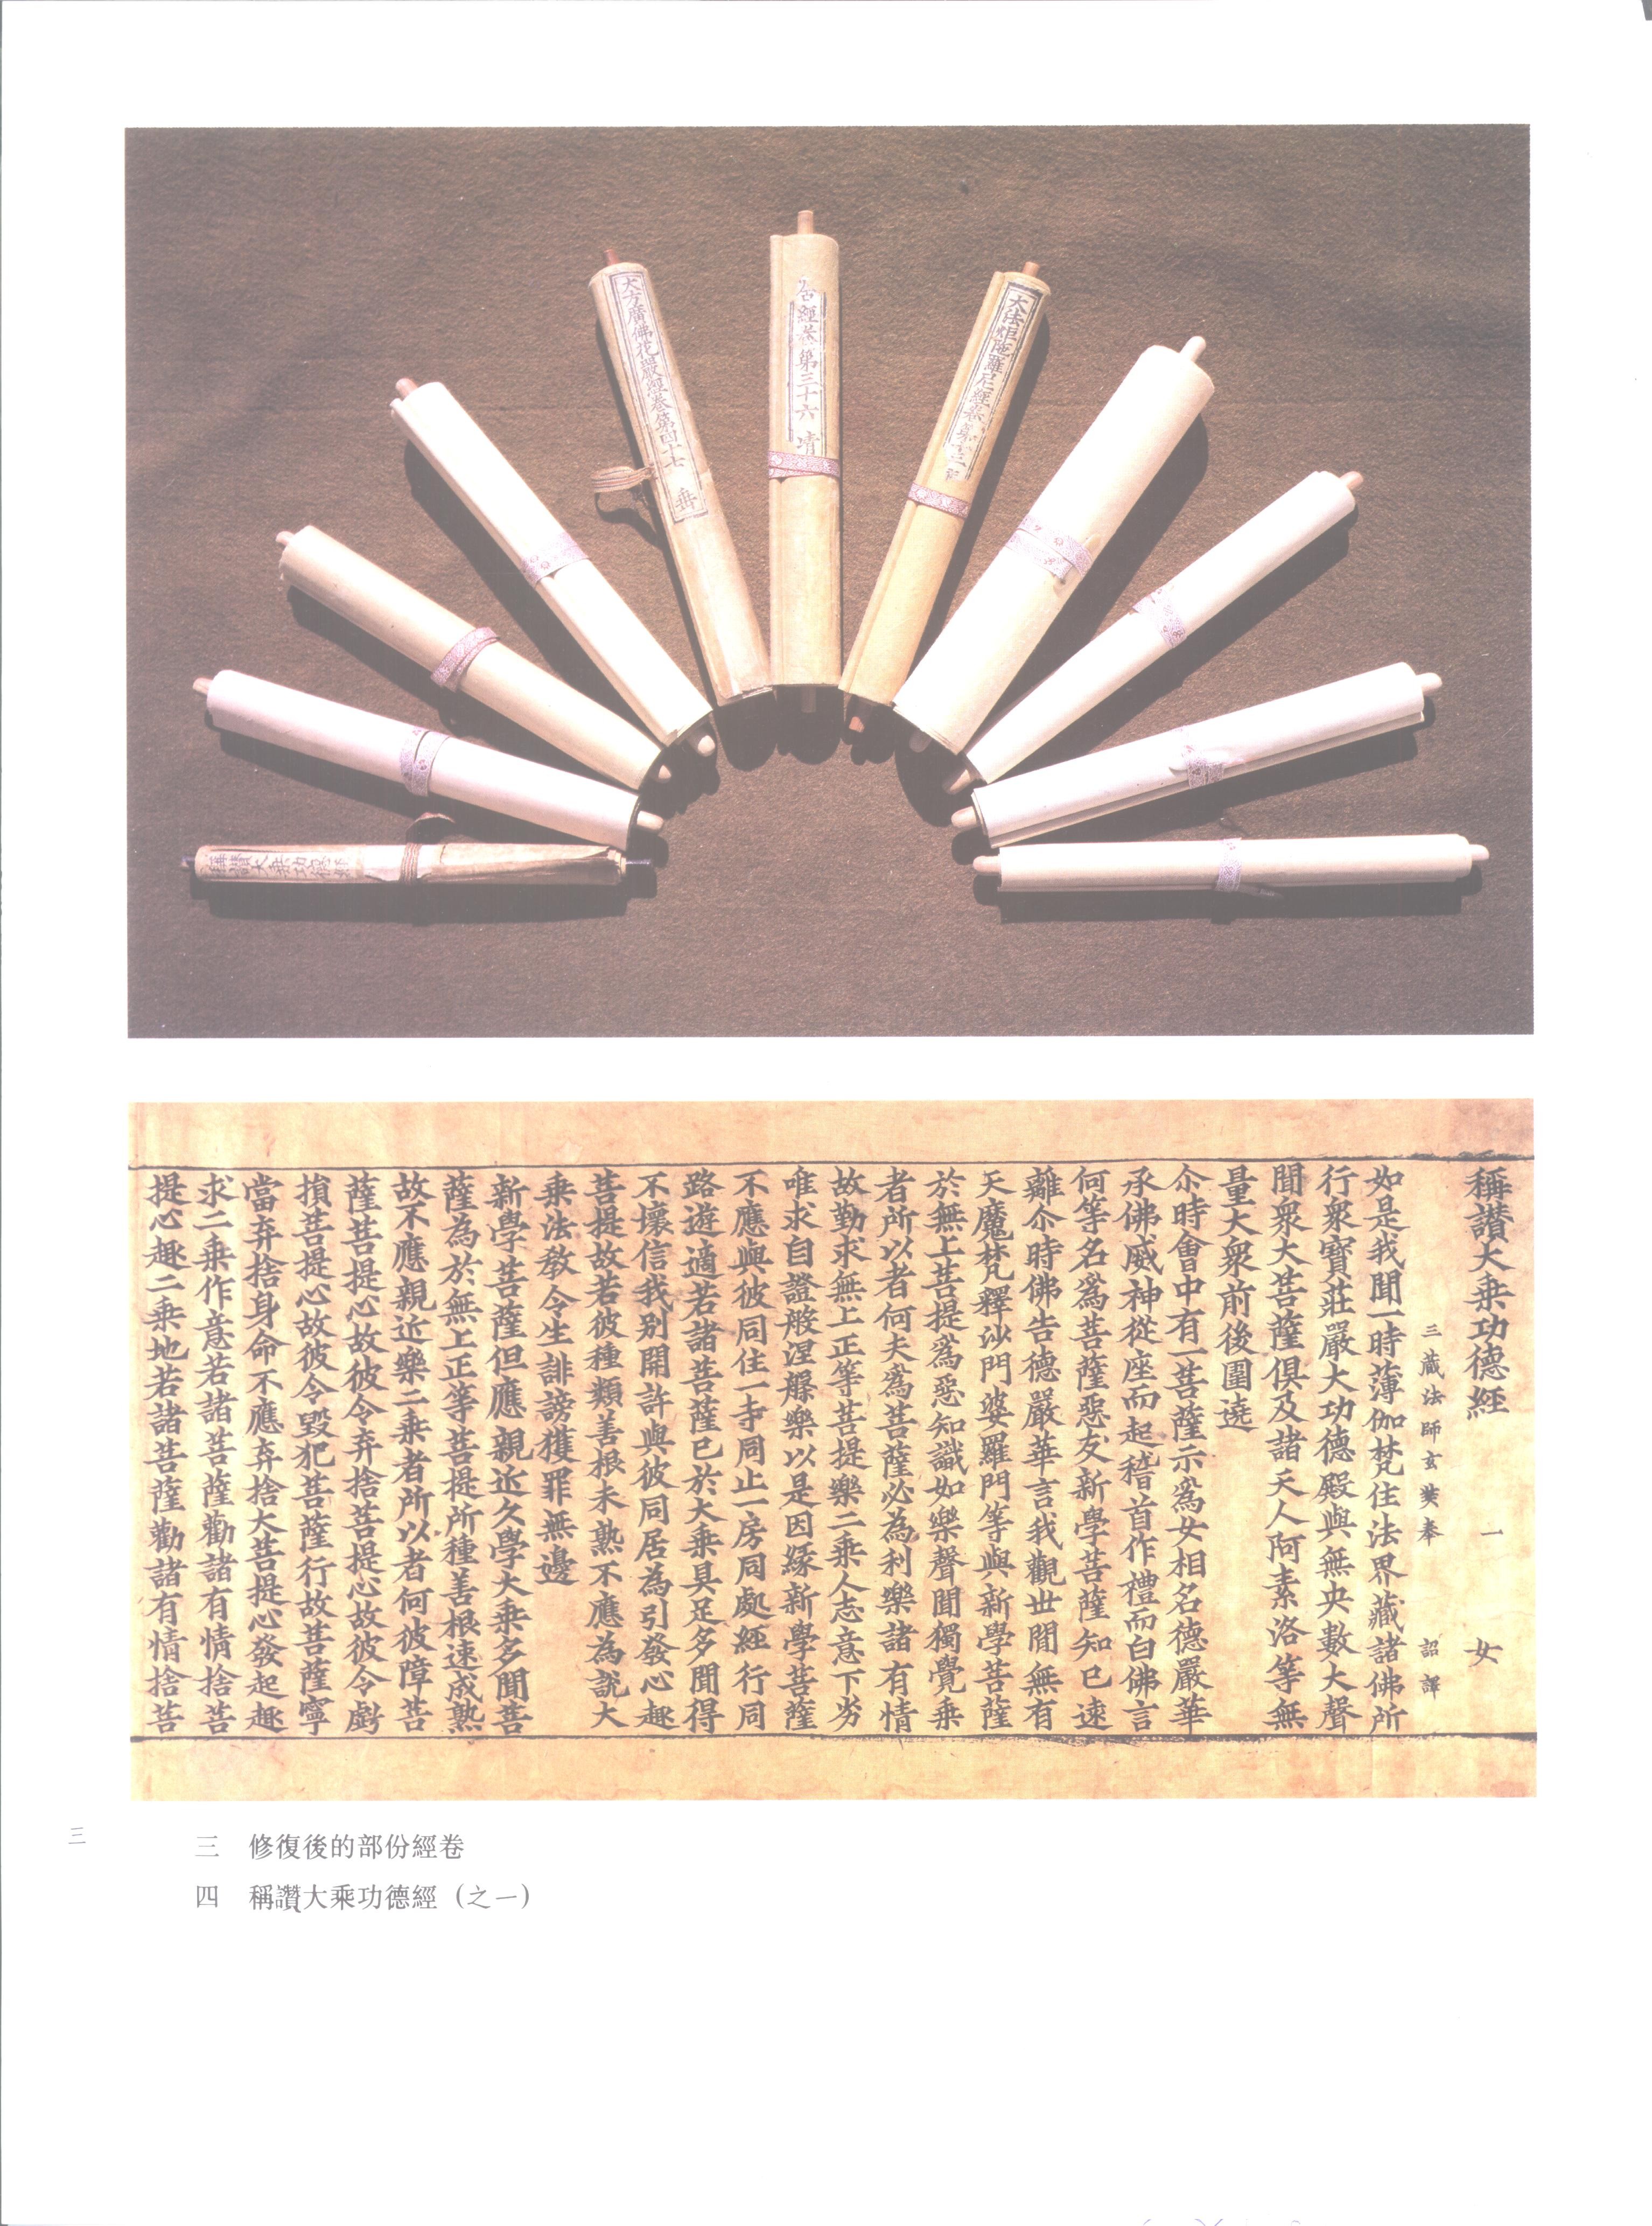 大方廣佛花嚴經卷第四十七 垂
含經卷第三十六 清
大法炬陁羅尼經卷第十三
稱讚大乘功德經 一 女
三藏法師玄奘奉 詔譯
如是我聞一時薄伽梵住法界藏諸佛所
行衆寶莊嚴大功德殿與無央數大聲
聞衆大菩薩俱及諸天人阿素洛等無
量大衆前後圍遶
尒時會中有一菩薩示爲女相名德嚴華
承佛威神從座而起稽首作禮而白佛言
何等名爲菩薩惡友新學菩薩知已速
離尒時佛告德嚴華言我觀世間無有
天魔梵釋沙門婆羅門等與新學菩薩
於無上菩提爲惡知識如樂聲聞獨覺乘
者所以者何夫爲菩薩必為利樂諸有情
故勤求無上正等菩提樂二乘人志意下劣
唯求自證般涅槃樂以是因緣新學菩薩
不應與彼同住一寺同止一房同處經行同
路遊適若諸菩薩已於大乘具足多聞得
不壞信我別開許與彼同居為引發心趣
菩提故若彼種類善根未熟不應為說大
乘法教令生誹謗獲罪無邊
新學菩薩但應親近久學大乘多聞菩
薩為於無上正等菩提所種善根速成熟
故不應親近樂二乘者所以者何彼障菩
薩菩提心故彼令弃捨菩提心故彼令虧
損菩提心故彼令毀犯菩薩行故菩薩寧
當弃捨身命不應弃捨大菩提心發起趣
求二乘作意若諸菩薩勸諸有情捨菩
提心趣二乘地若諸菩薩勸諸有情捨菩
三
三 修復後的部份經卷
四 稱讚大乘功德經 (之一)